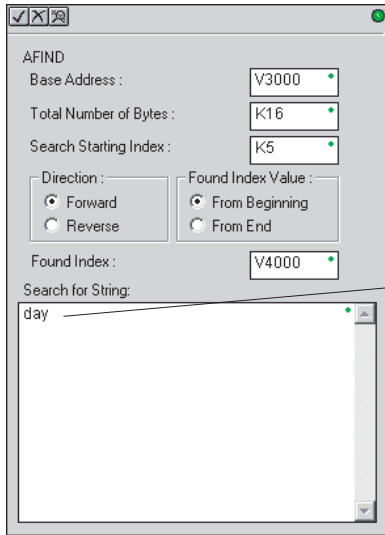 AFIND
Base Address : V3000
Total Number of Bytes : K16
Search Starting Index : K5
Direction : Found Index Value :
Forward From Beginning
Reverse From End
Found Index : V4000
Search for String:
day